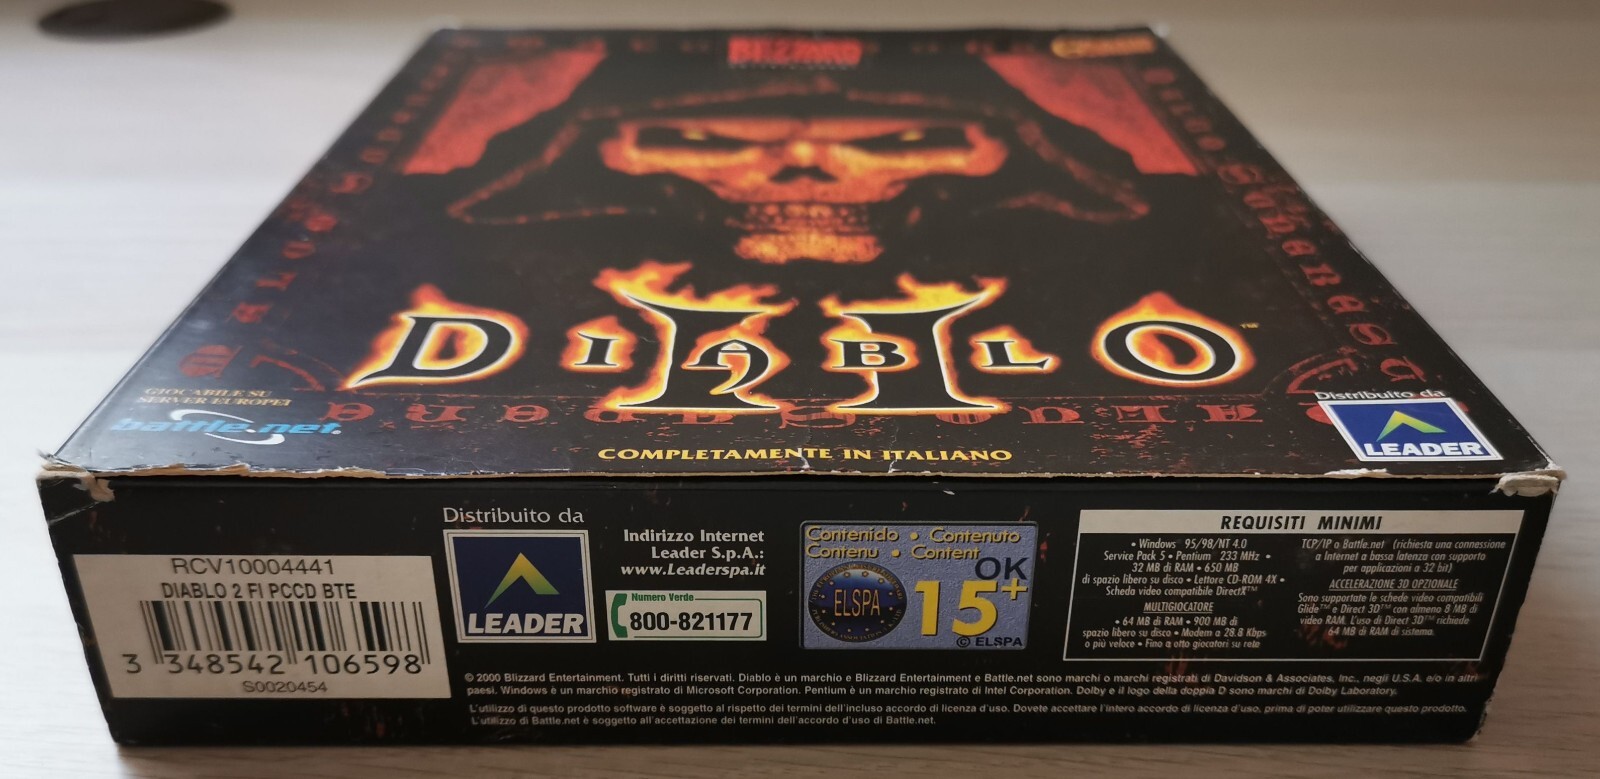 BLIZZARD
DIABLO II
™
GIOCABILE SU
SERVER EUROPEI
battle.net
COMPLETAMENTE IN ITALIANO
Distribuito da
LEADER
RCV10004441
DIABLO 2 FI PCCD BTE
3 348542 106598
S0020454
Distribuito da
LEADER
Indirizzo Internet
Leader S.p.A.:
www.Leaderspa.it
Numero Verde
800-821177
Contenido • Contenuto
Contenu • Content
OK
ELSPA
15+
© ELSPA
REQUISITI MINIMI
• Windows 95/98/NT 4.0
Service Pack 5 • Pentium 233 MHz •
32 MB di RAM • 650 MB
di spazio libero su disco • Lettore CD-ROM 4X •
Scheda video compatibile DirectX™
MULTIGIOCATORE
• 64 MB di RAM • 900 MB di
spazio libero su disco • Modem a 28.8 Kbps
o più veloce • Fino a otto giocatori su rete
TCP/IP o Battle.net (richiesta una connessione
a Internet a bassa latenza con supporto
per applicazioni a 32 bit)
ACCELERAZIONE 3D OPZIONALE
Sono supportate le schede video compatibili
Glide™ e Direct 3D™ con almeno 8 MB di
video RAM. L'uso di Direct 3D™ richiede
64 MB di RAM di sistema.
© 2000 Blizzard Entertainment. Tutti i diritti riservati. Diablo è un marchio e Blizzard Entertainment e Battle.net sono marchi o marchi registrati di Davidson & Associates, Inc., negli U.S.A. e/o in altri
paesi. Windows è un marchio registrato di Microsoft Corporation. Pentium è un marchio registrato di Intel Corporation. Dolby e il logo della doppia D sono marchi di Dolby Laboratory.
L'utilizzo di questo prodotto software è soggetto al rispetto dei termini dell'incluso accordo di licenza d'uso. Dovete accettare l'intero accordo di licenza d'uso, prima di poter utilizzare questo prodotto.
L'utilizzo di Battle.net è soggetto all'accettazione dei termini dell'accordo d'uso di Battle.net.